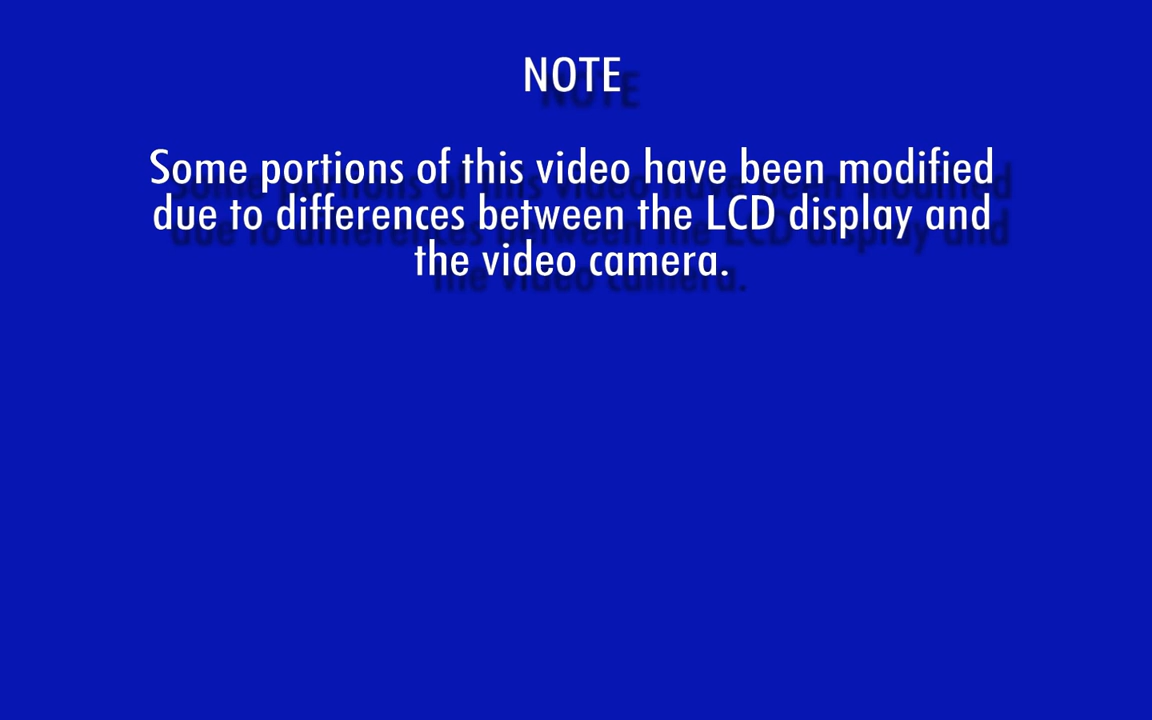 NOTE
Some portions of this video have been modified
due to differences between the LCD display and
the video camera.